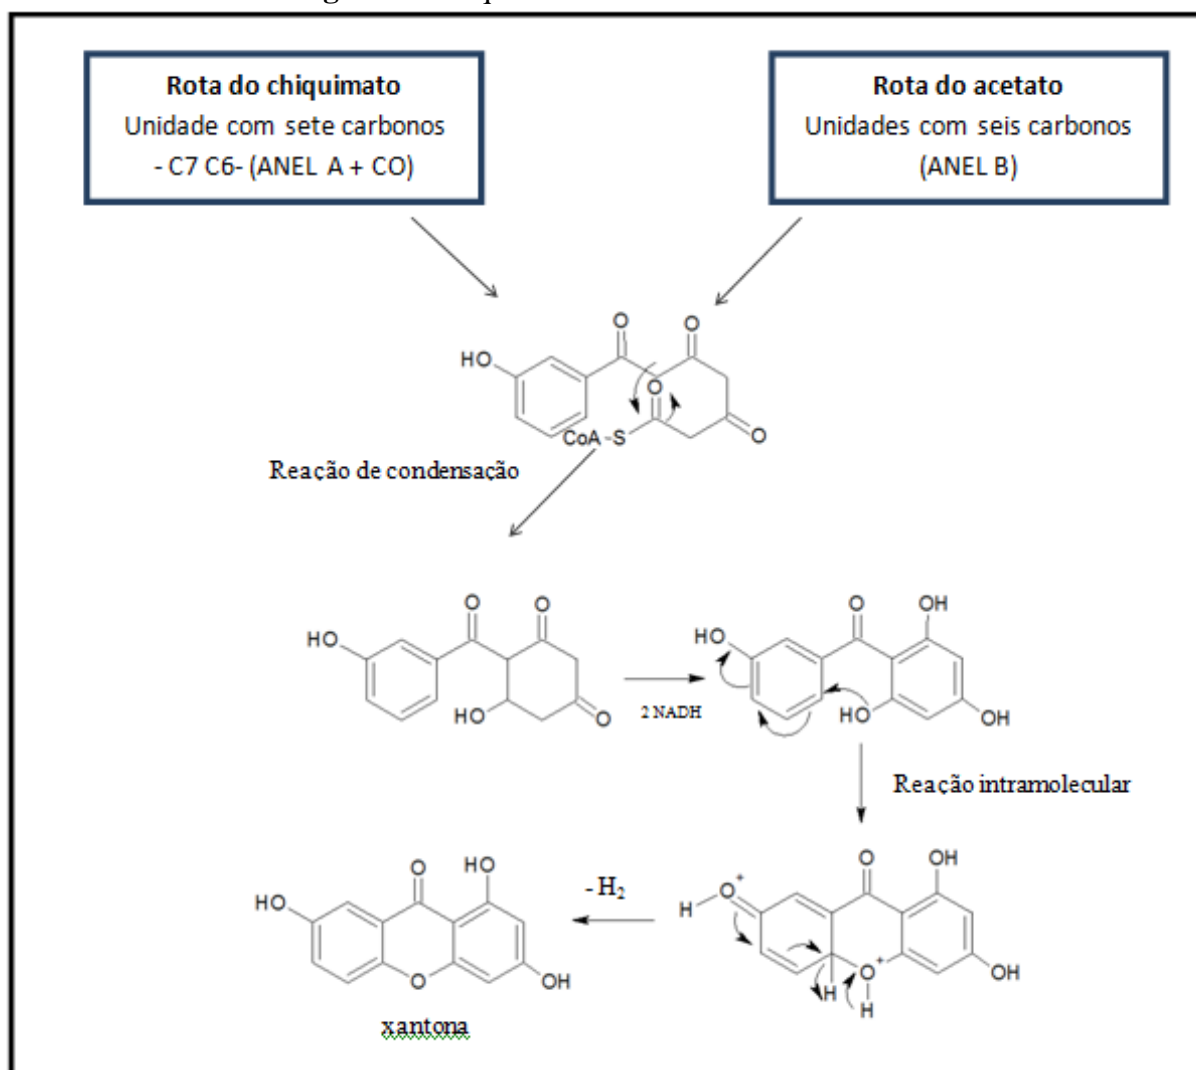 Rota do chiquimato
Unidade com sete carbonos
- C7 C6- (ANEL A + CO)
Rota do acetato
Unidades com seis carbonos
(ANEL B)
O
O
HO
O
CoA-S
O
Reação de condensação
O
O
HO
HO
O
2 NADH
O
OH
HO
HO
OH
Reação intramolecular
O
HO
HO
O
OH
xantona
- H₂
O
OH
H
O⁺
H
O⁺
H
OH